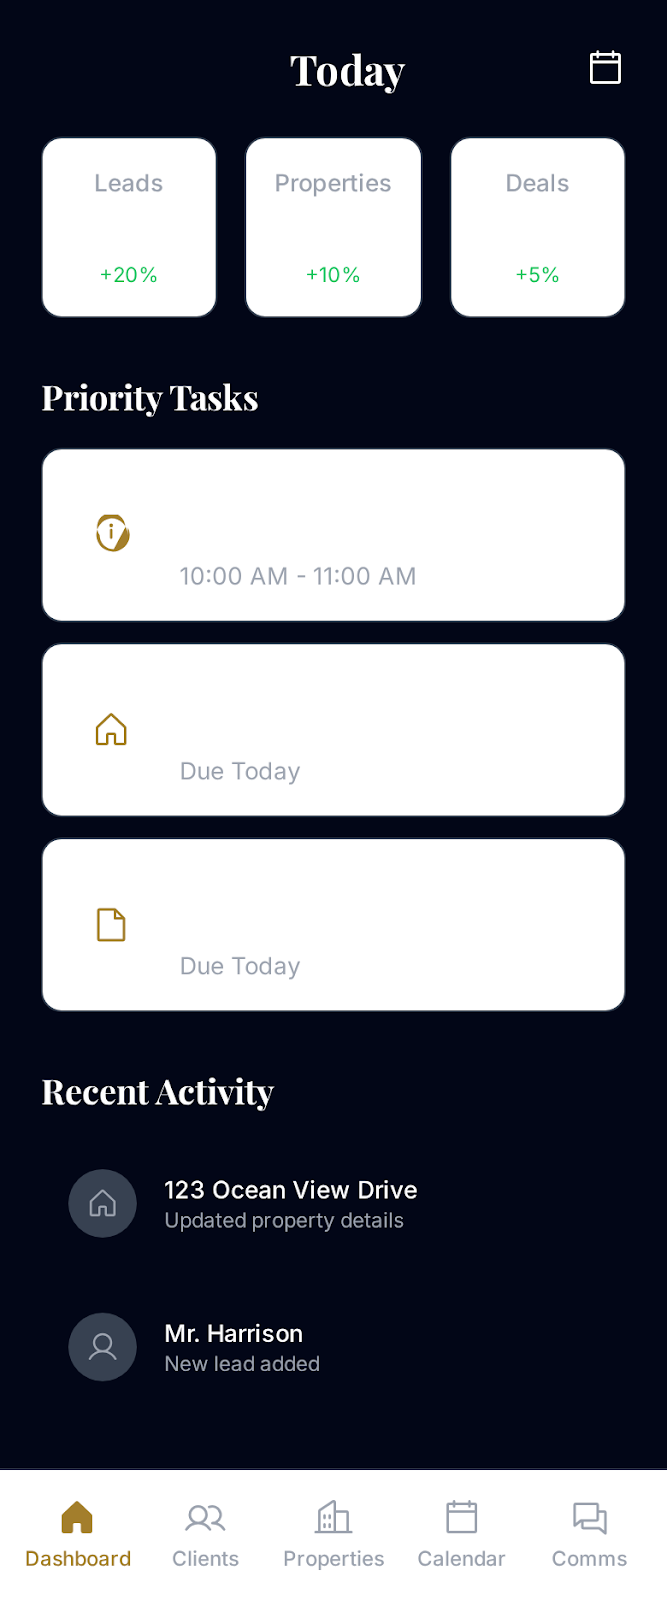 Today
Leads
Properties
Deals
+20%
+10%
+5%
Priority Tasks
10:00 AM - 11:00 AM
Due Today
Due Today
Recent Activity
123 Ocean View Drive
Updated property details
Mr. Harrison
New lead added
Dashboard
Clients
Properties
Calendar
Comms